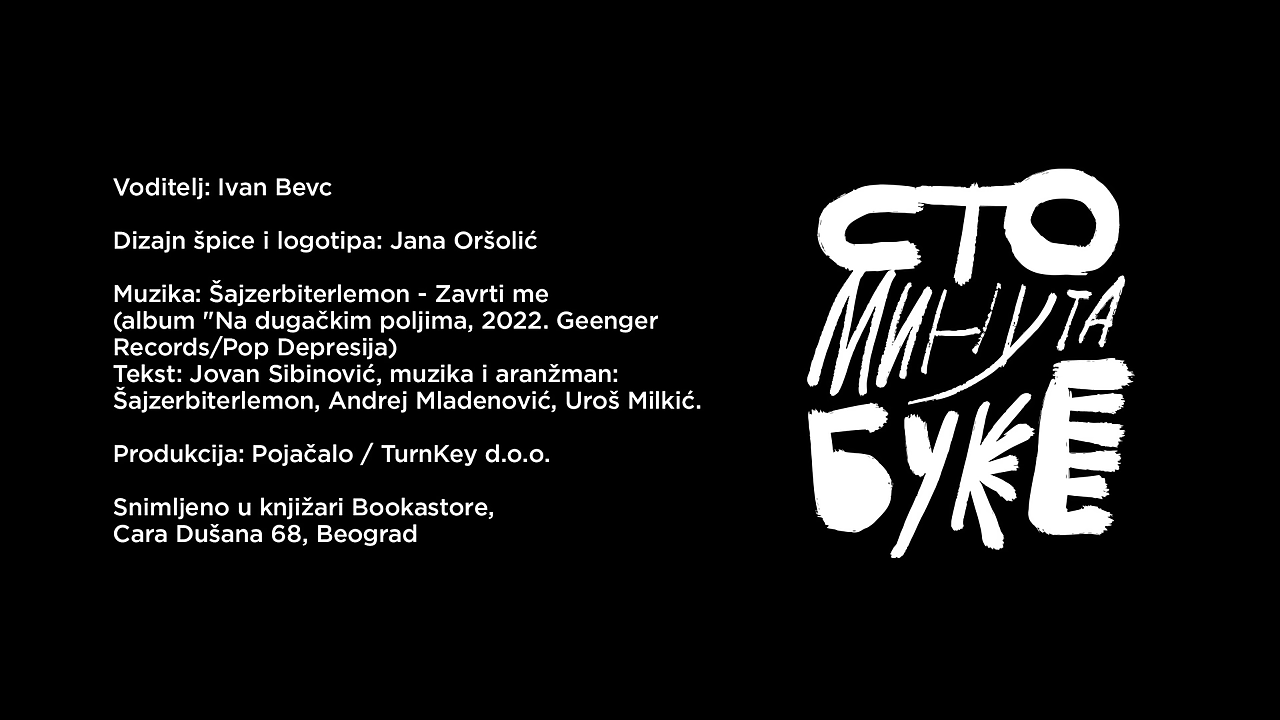 Voditelj: Ivan Bevc
Dizajn špice i logotipa: Jana Oršolić
Muzika: Šajzerbiterlemon - Zavrti me
(album "Na dugačkim poljima, 2022. Geenger
Records/Pop Depresija)
Tekst: Jovan Sibinović, muzika i aranžman:
Šajzerbiterlemon, Andrej Mladenović, Uroš Milkić.
Produkcija: Pojačalo / TurnKey d.o.o.
Snimljeno u knjižari Bookastore,
Cara Dušana 68, Beograd
СТО
МИНУТА
БУКЕ